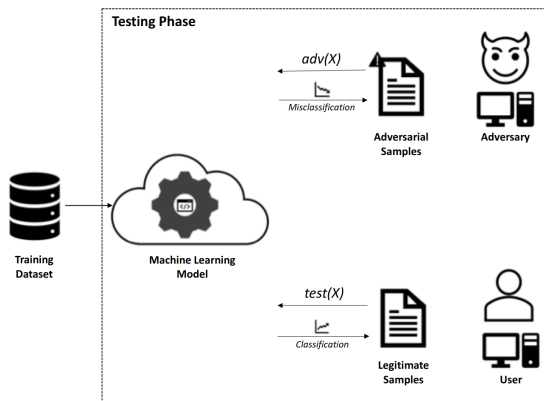 Testing Phase
adv(X)
Misclassification
Adversarial
Samples
Adversary
Training
Dataset
</>
Machine Learning
Model
test(X)
Classification
Legitimate
Samples
User